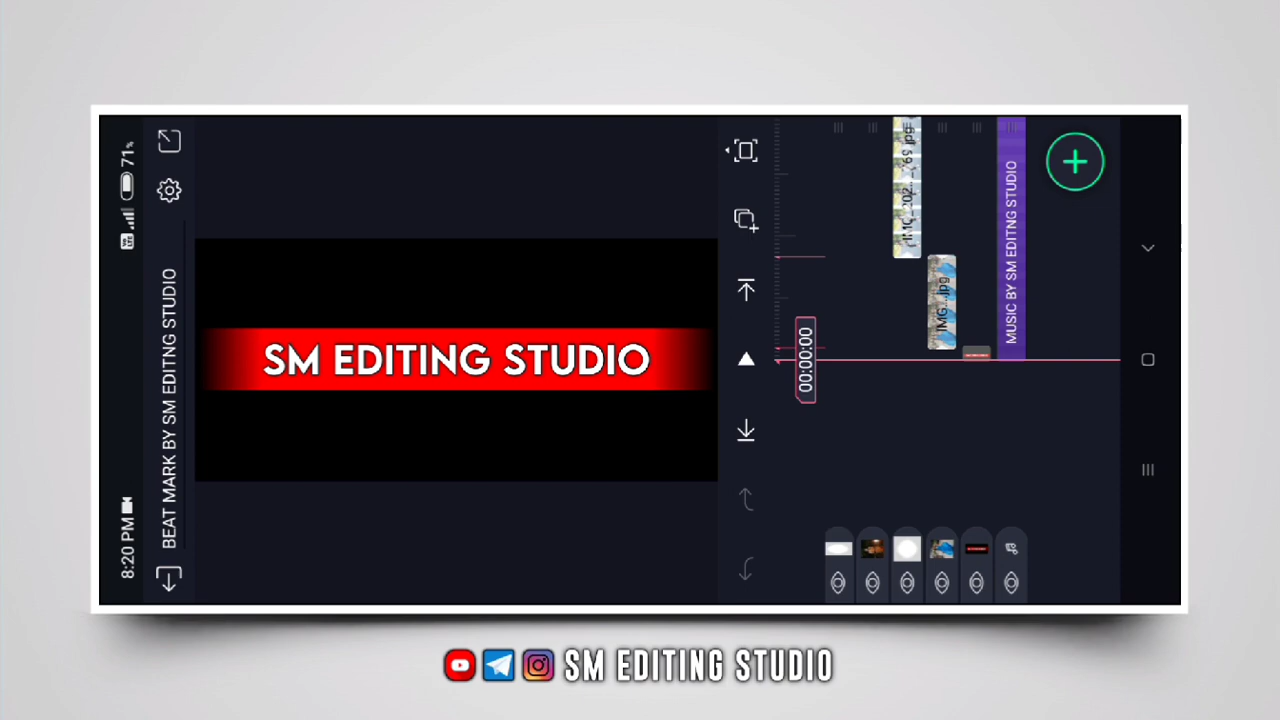 8:20 PM
71%
BEAT MARK BY SM EDITNG STUDIO
SM EDITING STUDIO
00:00:00
IMG...jpg
MUSIC BY SM EDITNG STUDIO
SM EDITING STUDIO